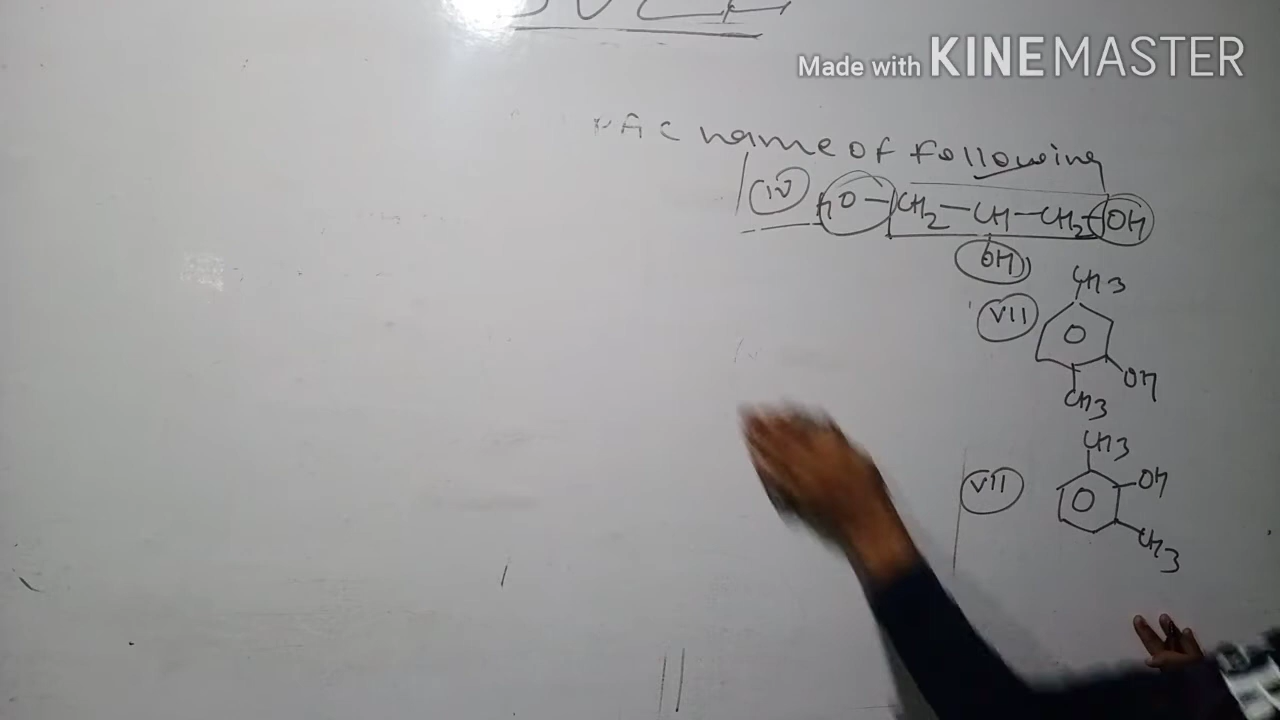 Made with KINEMASTER
name of following
(iv) HO-CH2-CH-CH2-OH
OH
CH3
(vii)
OH
CH3
CH3
(vii) OH
CH3